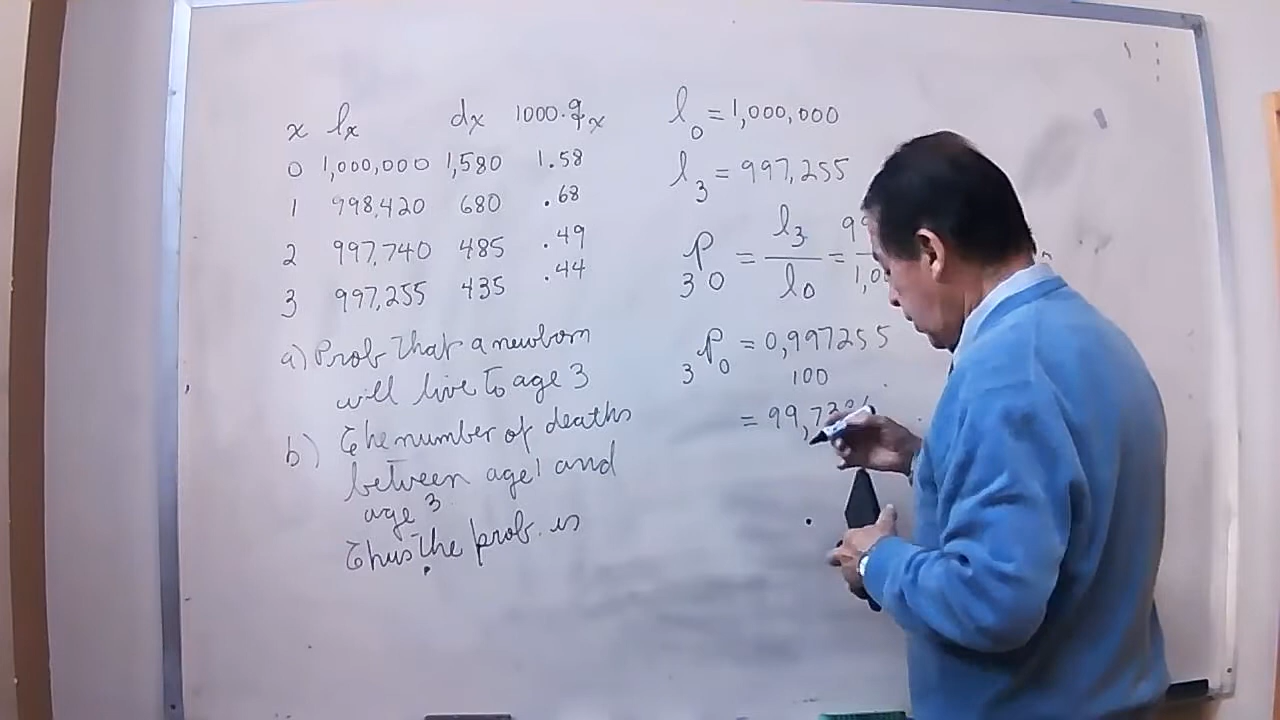 x lx dx 1000.qx
0 1,000,000 1,580 1.58
1 998,420 680 .68
2 997,740 485 .49
3 997,255 435 .44
a) Prob that a newborn
will live to age 3
b) The number of deaths
between age 1 and
age 3
Thus the prob. is
l0 = 1,000,000
l3 = 997,255
3P0 = l3/l0 =
3P0 = 0,997255
100
= 99,73%